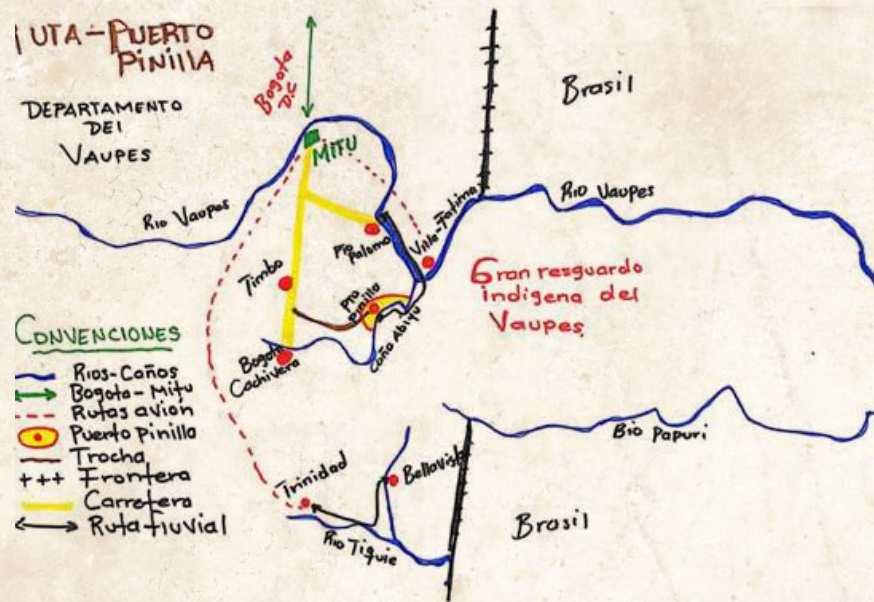 UTA-PUERTO
PINILLA
DEPARTAMENTO
DEL
VAUPES
Bogota
D.C
MITU
Brasil
Rio Vaupes
Rio Vaupes
Pto
Palomo
Villa-Fatima
Timbo
Pto
Pinilla
Caño Abiyu
Bogota
Cachivera
Gran resguardo
indigena del
Vaupes
CONVENCIONES
Rios-Caños
Bogota-Mitu
Rutas avion
Puerto pinilla
Trocha
+++ Frontera
Carretera
Ruta fluvial
Trinidad
Bellavista
Rio Tiquie
Rio Papuri
Brasil